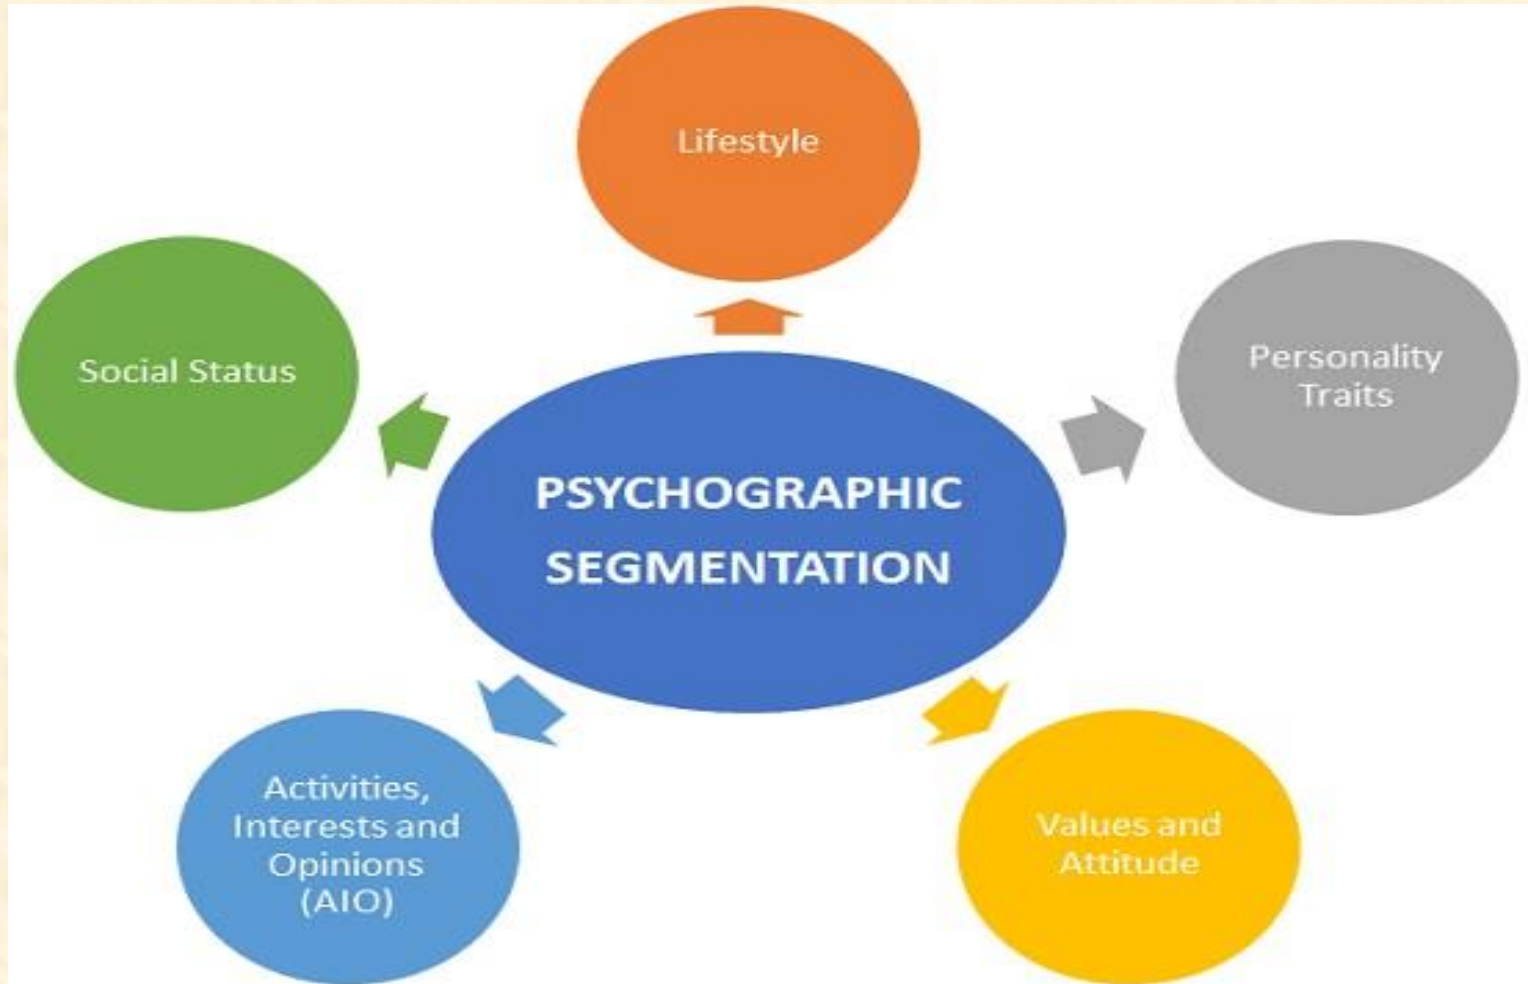 Lifestyle
Social Status
Personality
Traits
PSYCHOGRAPHIC
SEGMENTATION
Activities,
Interests and
Opinions
(AIO)
Values and
Attitude